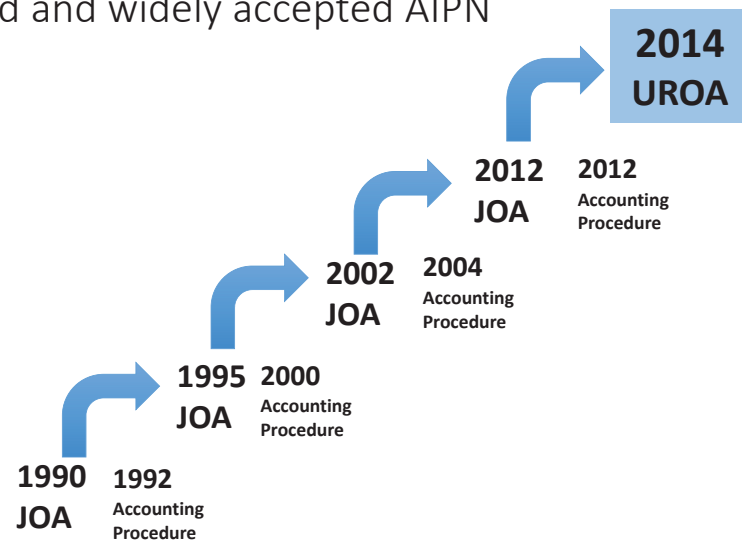 d and widely accepted AIPN
2014
UROA
2012
JOA
2012
Accounting
Procedure
2002
JOA
2004
Accounting
Procedure
1995
JOA
2000
Accounting
Procedure
1990
JOA
1992
Accounting
Procedure